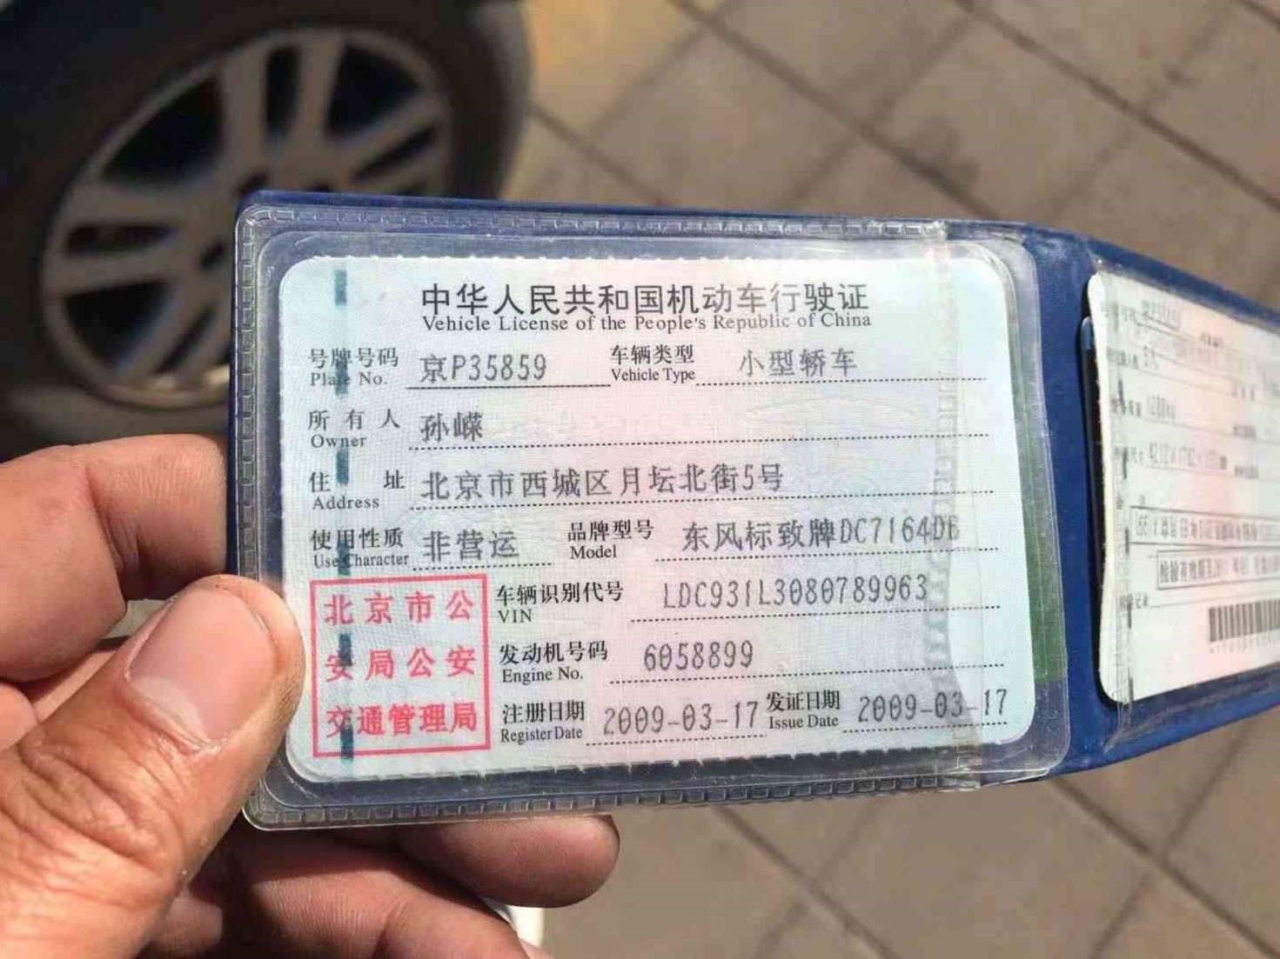 中华人民共和国机动车行驶证
Vehicle License of the People's Republic of China
号牌号码 京P35859 车辆类型 小型轿车
Plate No. Vehicle Type
所有人 孙嵘
Owner
住址 北京市西城区月坛北街5号
Address
使用性质 非营运 品牌型号 东风标致牌DC7164DB
Use Character Model
车辆识别代号 LDC931L3080789963
VIN
发动机号码 6058899
Engine No.
注册日期 2009-03-17 发证日期 2009-03-17
Register Date Issue Date
北京市公
安局公安
交通管理局